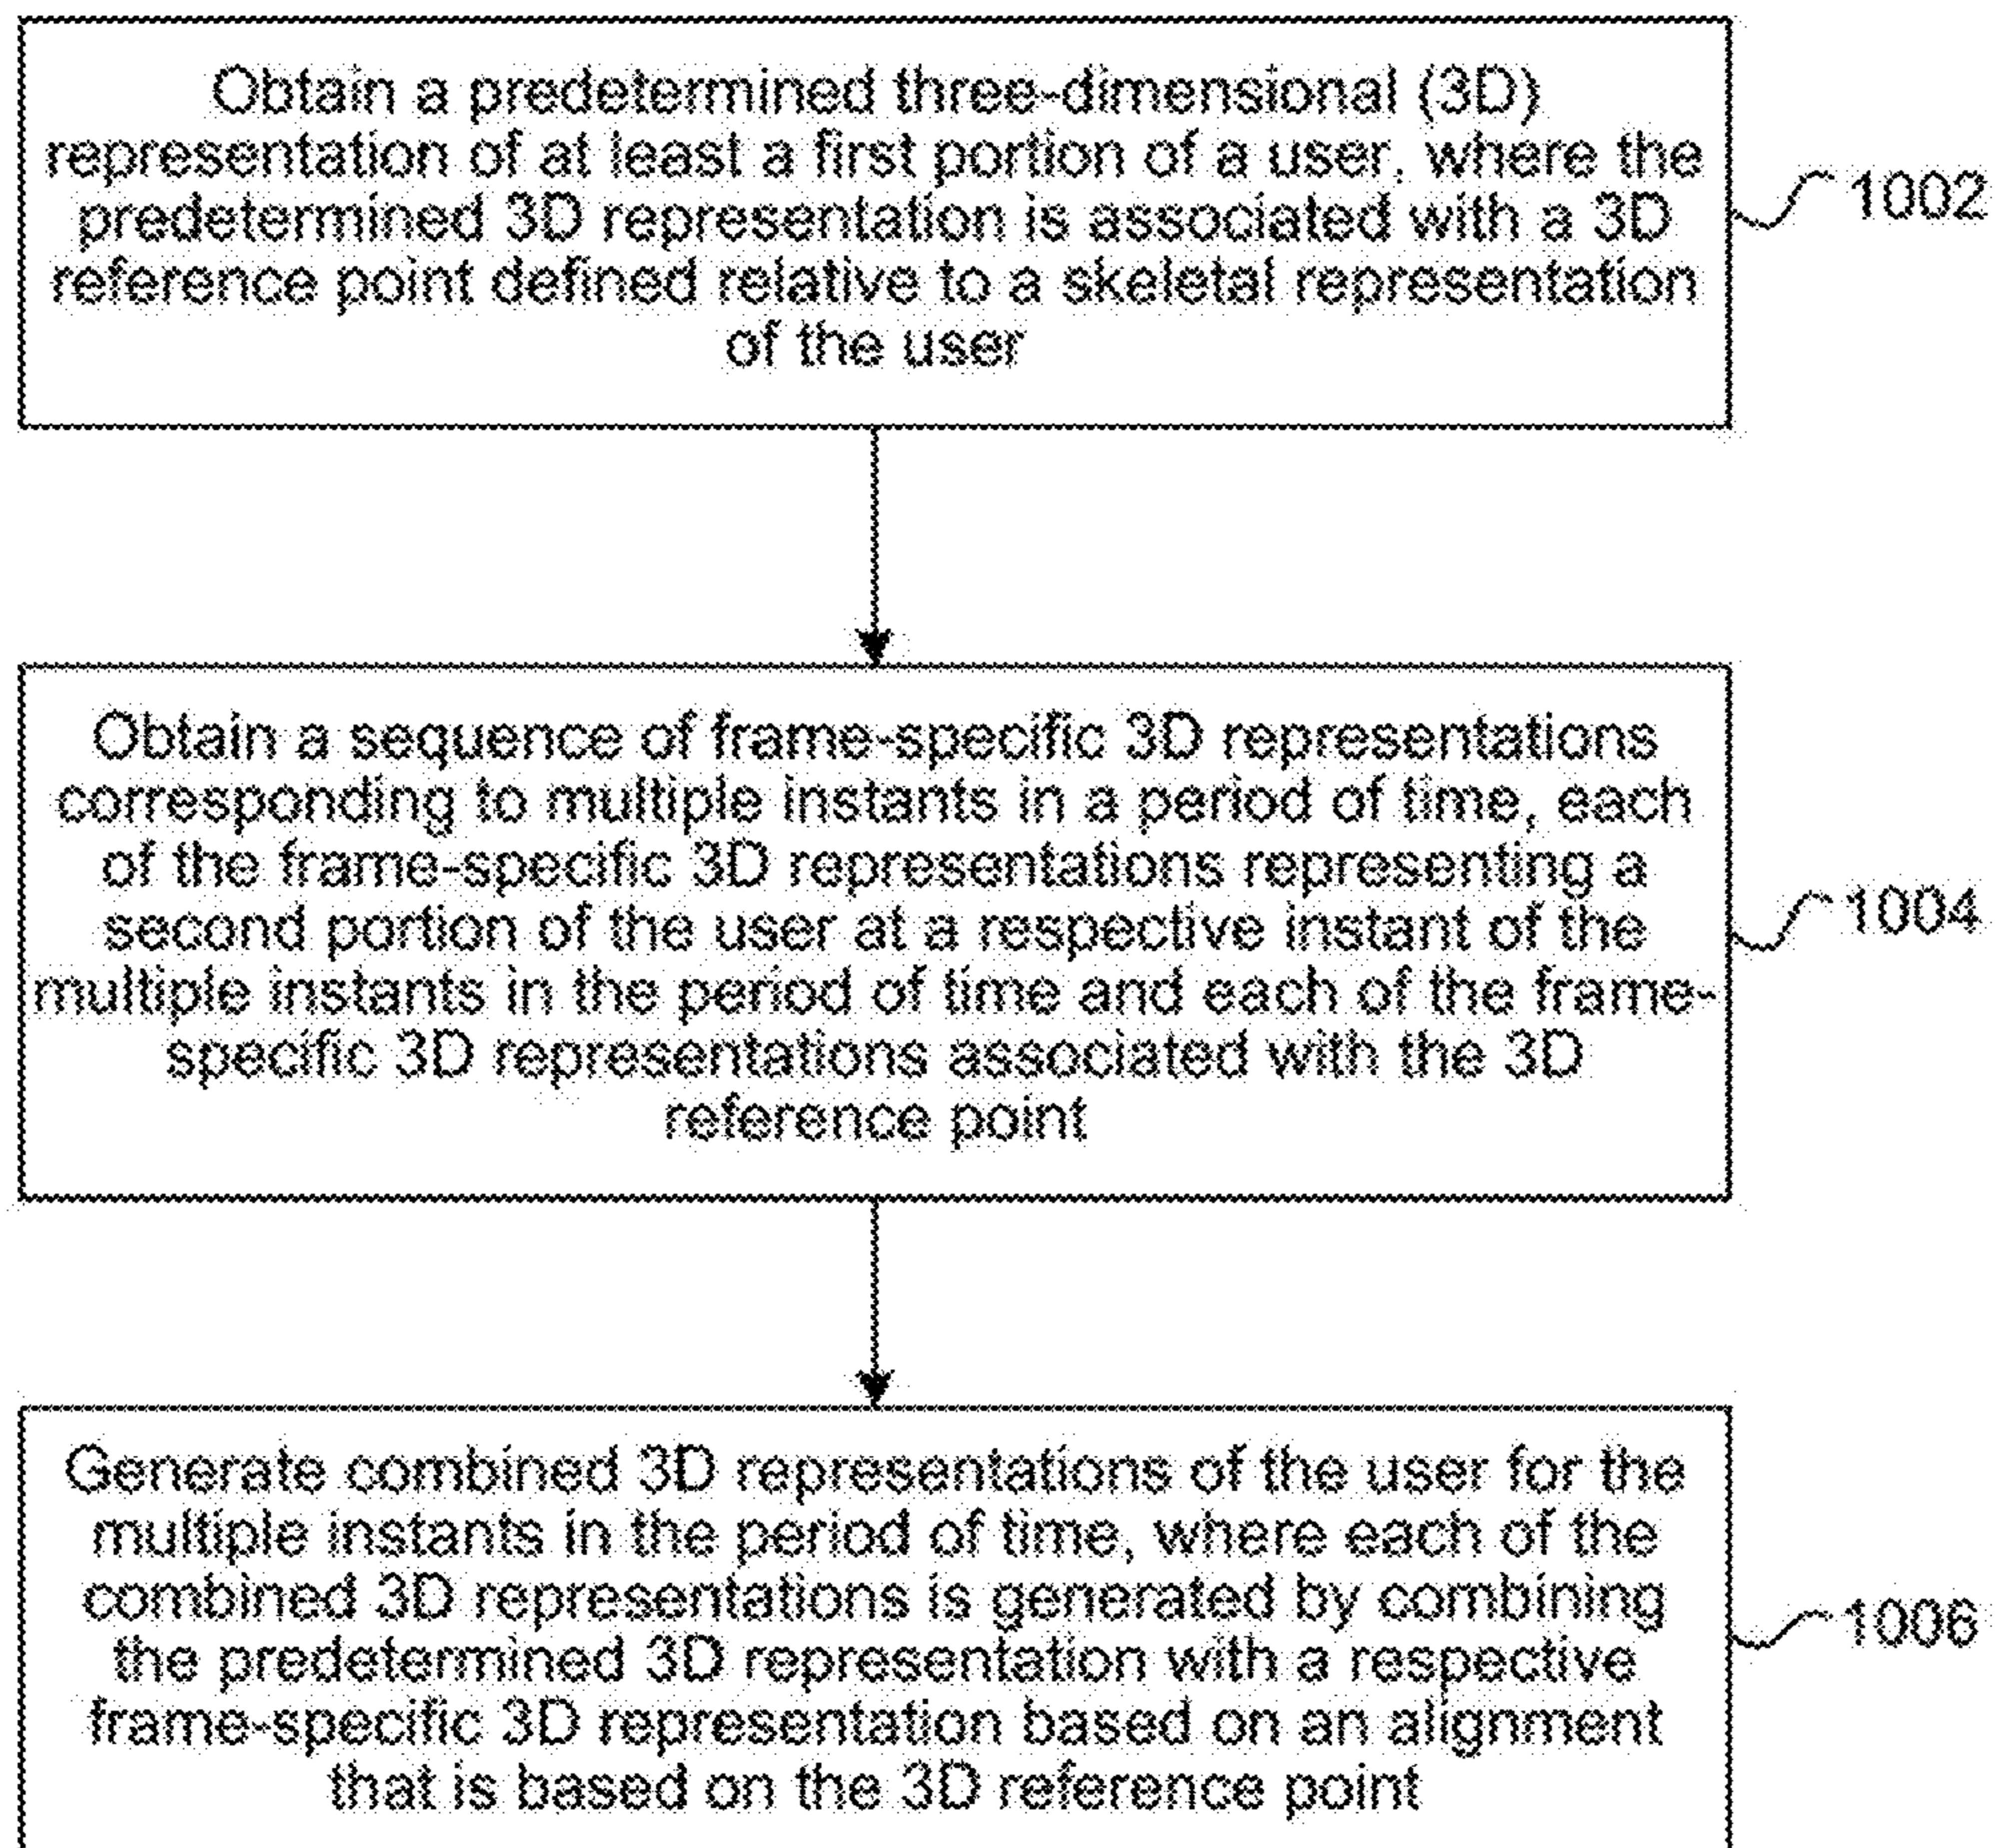 Obtain a predetermined three-dimensional (3D)
representation of at least a first portion of a user, where the
predetermined 3D representation is associated with a 3D
reference point defined relative to a skeletal representation
of the user
1002
Obtain a sequence of frame-specific 3D representations
corresponding to multiple instants in a period of time, each
of the frame-specific 3D representations representing a
second portion of the user at a respective instant of the
multiple instants in the period of time and each of the frame-
specific 3D representations associated with the 3D
reference point
1004
Generate combined 3D representations of the user for the
multiple instants in the period of time, where each of the
combined 3D representations is generated by combining
the predetermined 3D representation with a respective
frame-specific 3D representation based on an alignment
that is based on the 3D reference point
1006